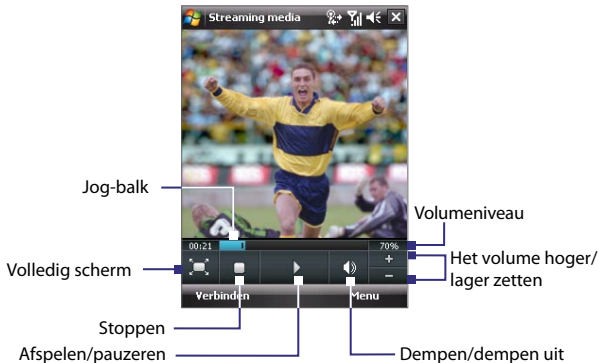 Streaming media
Jog-balk
Volumeniveau
00:21
70%
Volledig scherm
+
Het volume hoger/
lager zetten
-
Verbinden
Menu
Stoppen
Afspelen/pauzeren
Dempen/dempen uit